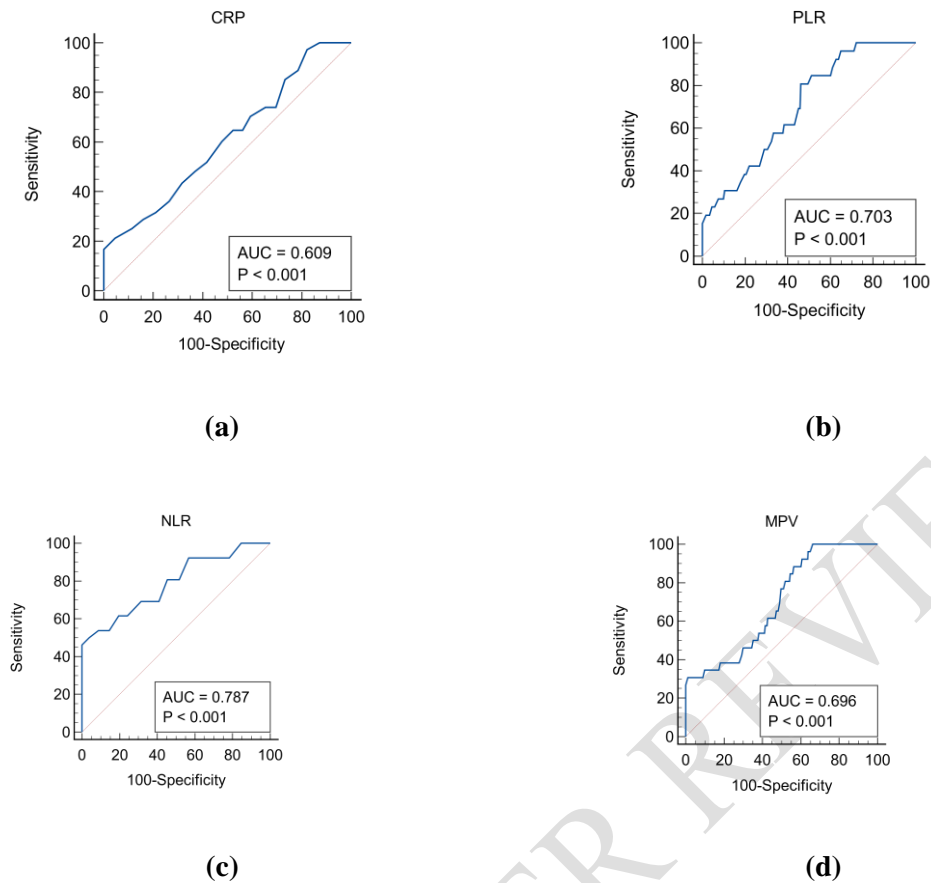 CRP
100
80
60
40
20
0
Sensitivity
AUC = 0.609
P < 0.001
0 20 40 60 80 100
100-Specificity
(a)
PLR
100
80
60
40
20
0
Sensitivity
AUC = 0.703
P < 0.001
0 20 40 60 80 100
100-Specificity
(b)
NLR
100
80
60
40
20
0
Sensitivity
AUC = 0.787
P < 0.001
0 20 40 60 80 100
100-Specificity
(c)
MPV
100
80
60
40
20
0
Sensitivity
AUC = 0.696
P < 0.001
0 20 40 60 80 100
100-Specificity
(d)